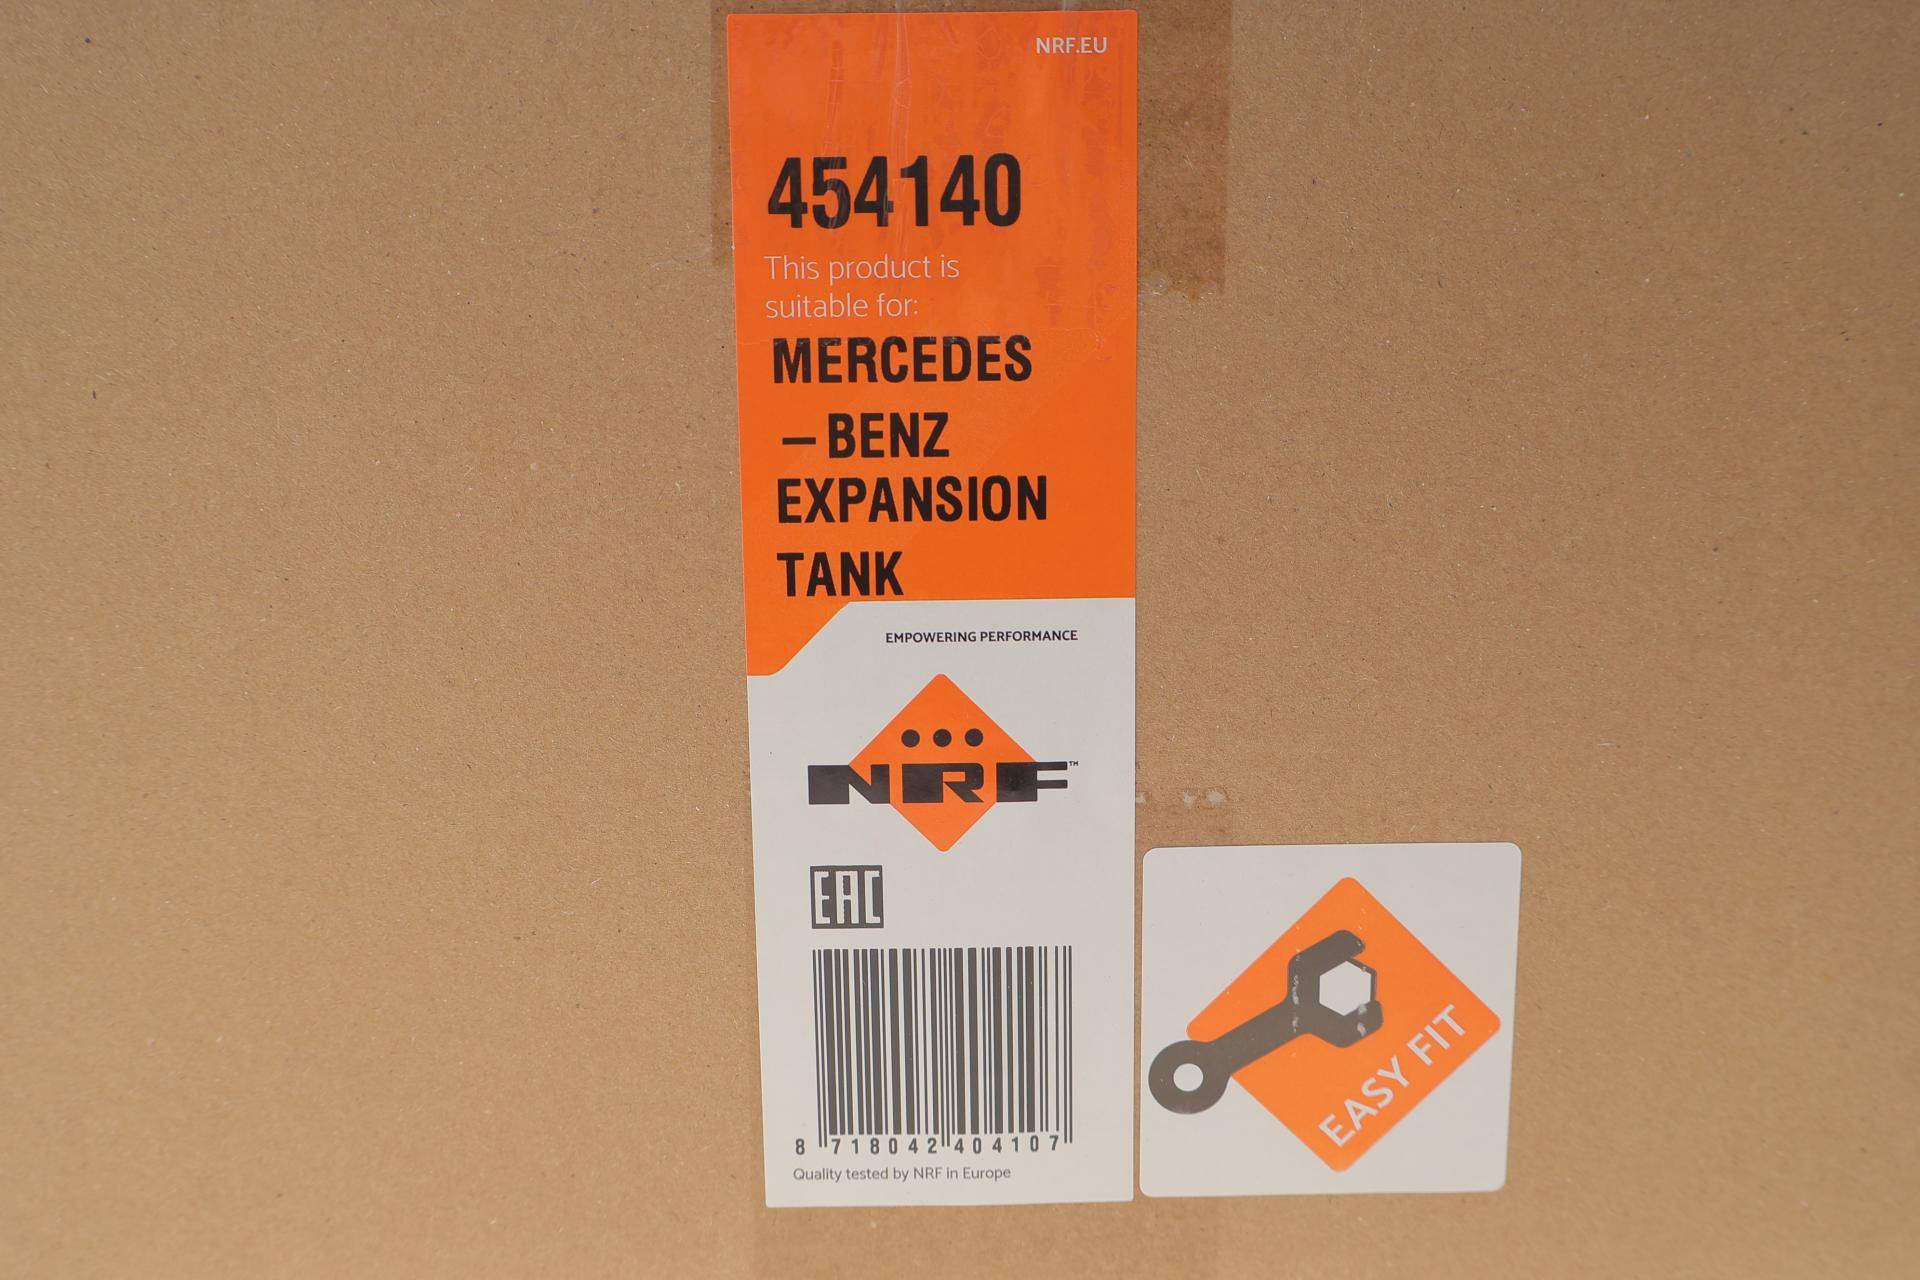 NRF.EU
454140
This product is
suitable for:
MERCEDES
– BENZ
EXPANSION
TANK
EMPOWERING PERFORMANCE
NRF™
EAC
8 718042 404107
Quality tested by NRF in Europe
EASY FIT